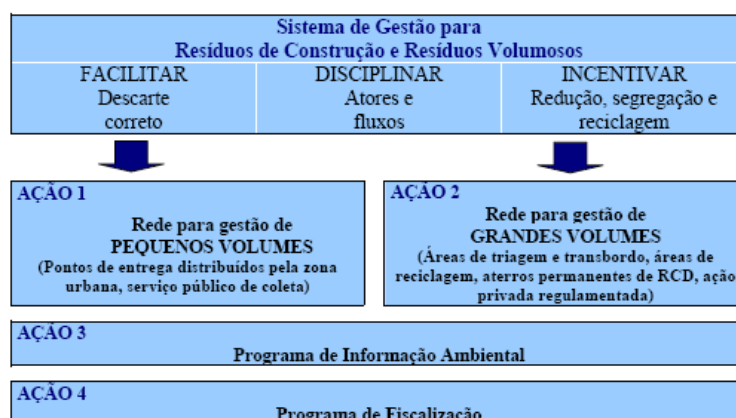 Sistema de Gestão para
Resíduos de Construção e Resíduos Volumosos
FACILITAR
Descarte
correto
DISCIPLINAR
Atores e
fluxos
INCENTIVAR
Redução, segregação e
reciclagem
AÇÃO 1
Rede para gestão de
PEQUENOS VOLUMES
(Pontos de entrega distribuídos pela zona
urbana, serviço público de coleta)
AÇÃO 2
Rede para gestão de
GRANDES VOLUMES
(Áreas de triagem e transbordo, áreas de
reciclagem, aterros permanentes de RCD, ação
privada regulamentada)
AÇÃO 3
Programa de Informação Ambiental
AÇÃO 4
Programa de Fiscalização